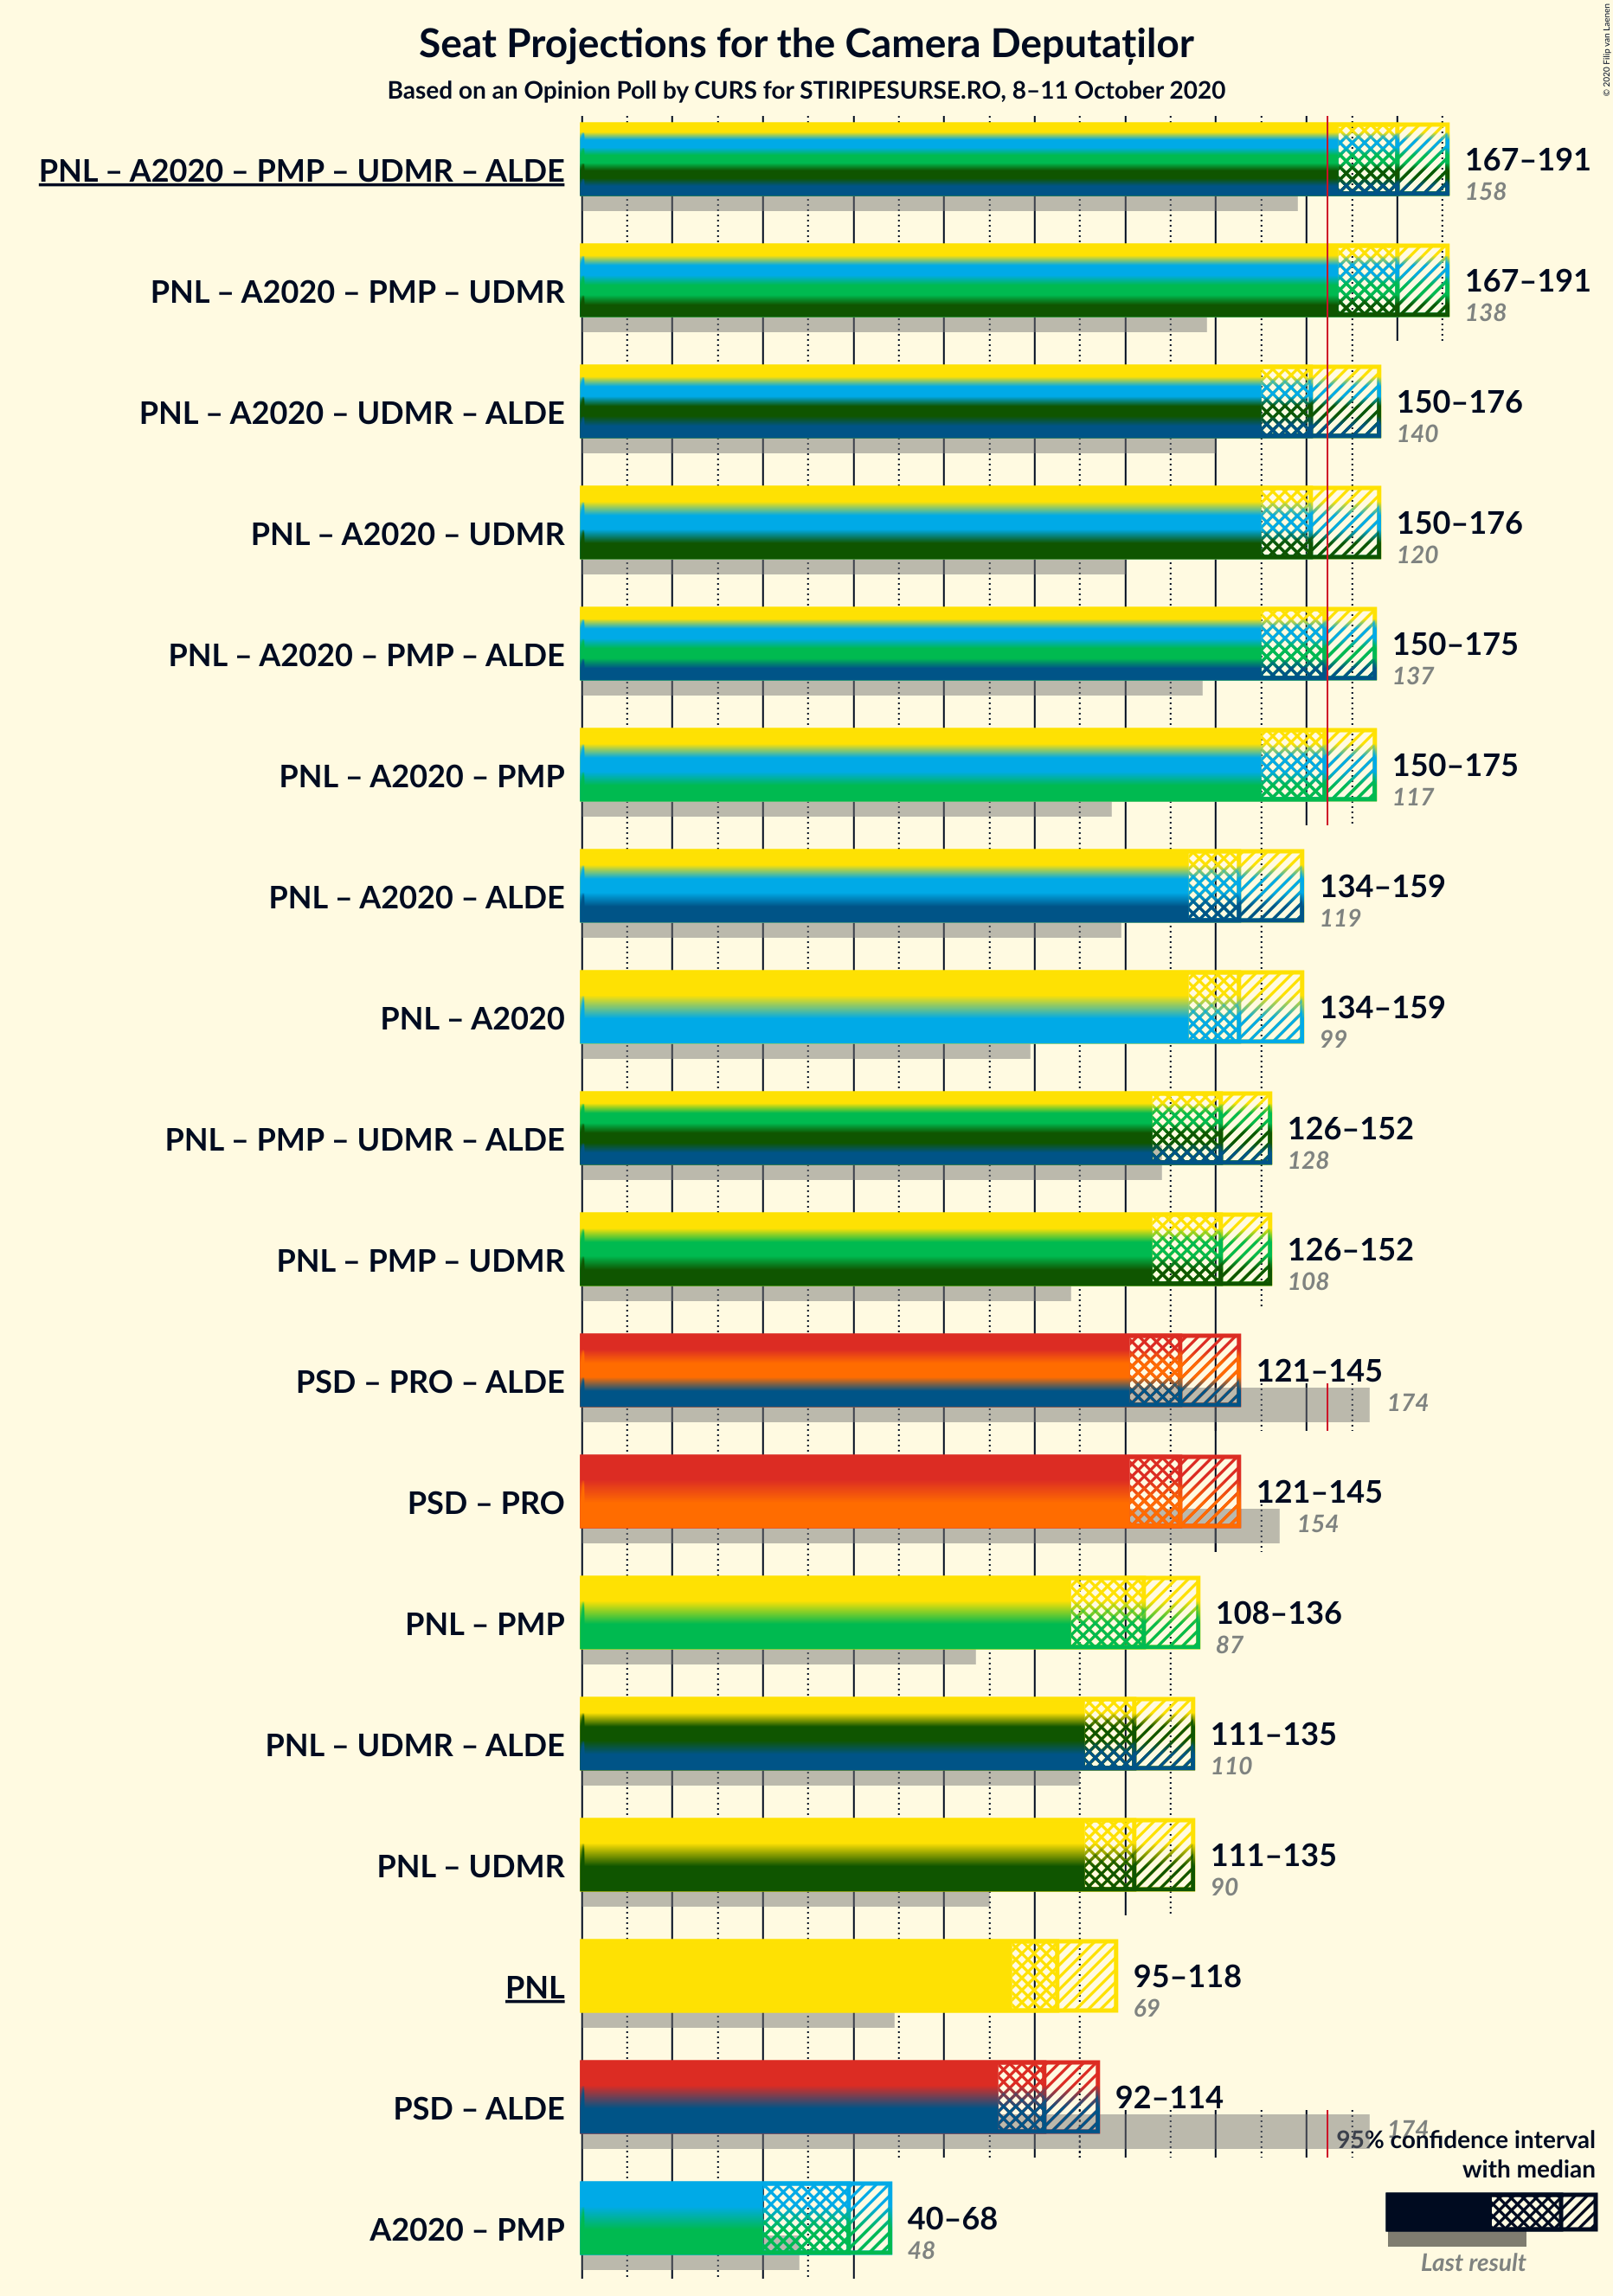 Seat Projections for the Camera Deputaților
Based on an Opinion Poll by CURS for STIRIPESURSE.RO, 8–11 October 2020
© 2020 Filip van Laenen
PNL – A2020 – PMP – UDMR – ALDE
167–191
158
PNL – A2020 – PMP – UDMR
167–191
138
PNL – A2020 – UDMR – ALDE
150–176
140
PNL – A2020 – UDMR
150–176
120
PNL – A2020 – PMP – ALDE
150–175
137
PNL – A2020 – PMP
150–175
117
PNL – A2020 – ALDE
134–159
119
PNL – A2020
134–159
99
PNL – PMP – UDMR – ALDE
126–152
128
PNL – PMP – UDMR
126–152
108
PSD – PRO – ALDE
121–145
174
PSD – PRO
121–145
154
PNL – PMP
108–136
87
PNL – UDMR – ALDE
111–135
110
PNL – UDMR
111–135
90
PNL
95–118
69
PSD – ALDE
92–114
174
A2020 – PMP
40–68
48
95% confidence interval
with median
Last result